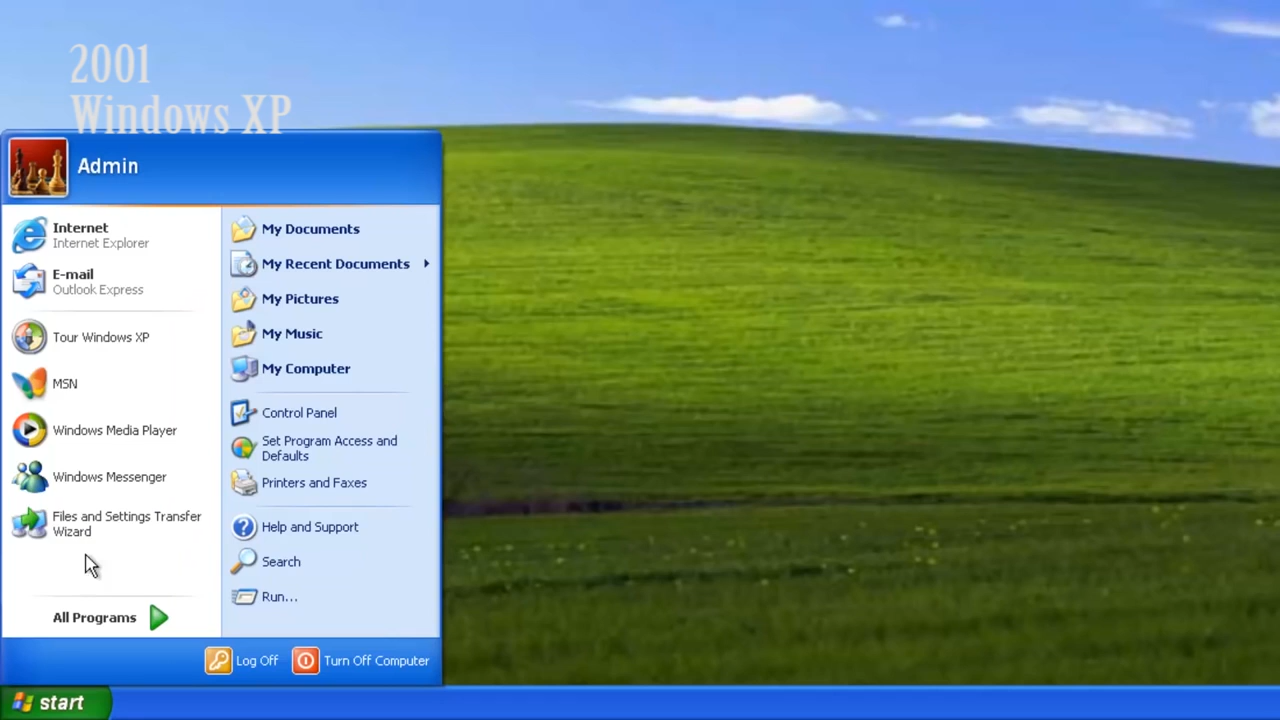 2001
Windows XP
Admin
Internet
Internet Explorer
E-mail
Outlook Express
Tour Windows XP
MSN
Windows Media Player
Windows Messenger
Files and Settings Transfer
Wizard
All Programs
My Documents
My Recent Documents
My Pictures
My Music
My Computer
Control Panel
Set Program Access and
Defaults
Printers and Faxes
Help and Support
Search
Run...
Log Off
Turn Off Computer
start